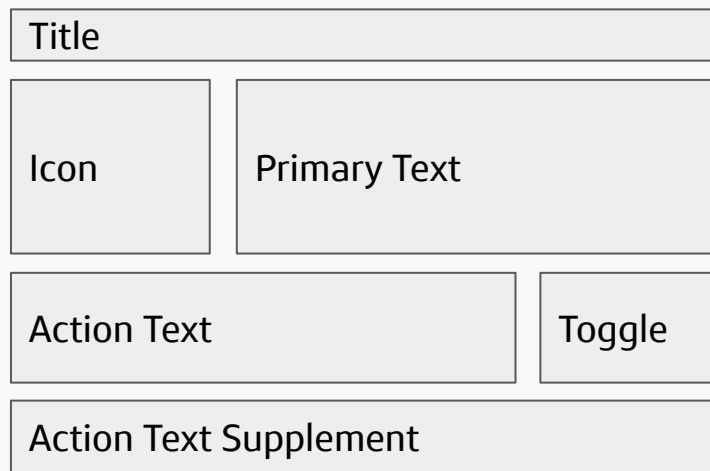 Title
Icon
Primary Text
Action Text
Toggle
Action Text Supplement